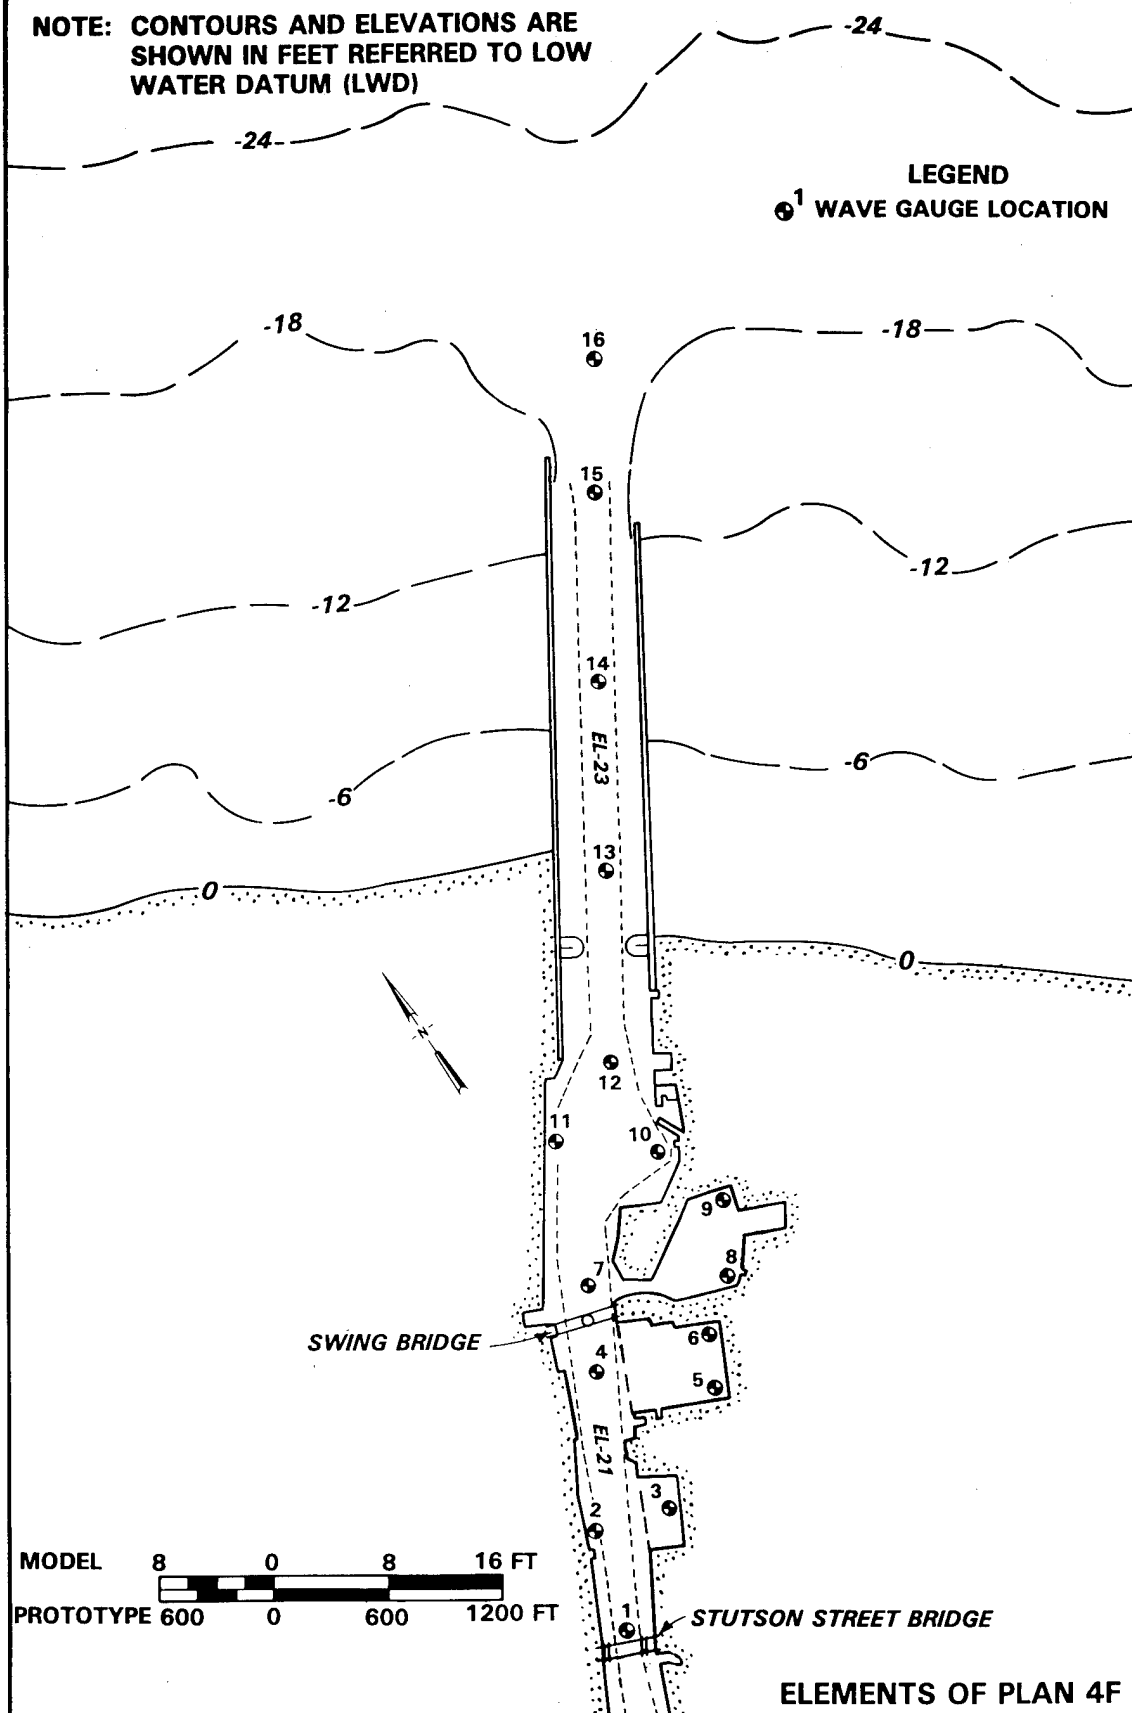 NOTE: CONTOURS AND ELEVATIONS ARE
SHOWN IN FEET REFERRED TO LOW
WATER DATUM (LWD)
-24
-24-
LEGEND
1 WAVE GAUGE LOCATION
-18
-18
16
15
-12
-12
14
EL-23
-6
-6
13
0
0
N
12
11
10
9
8
7
SWING BRIDGE
6
4
5
EL-21
3
2
MODEL 8 0 8 16 FT
PROTOTYPE 600 0 600 1200 FT
1
STUTSON STREET BRIDGE
ELEMENTS OF PLAN 4F